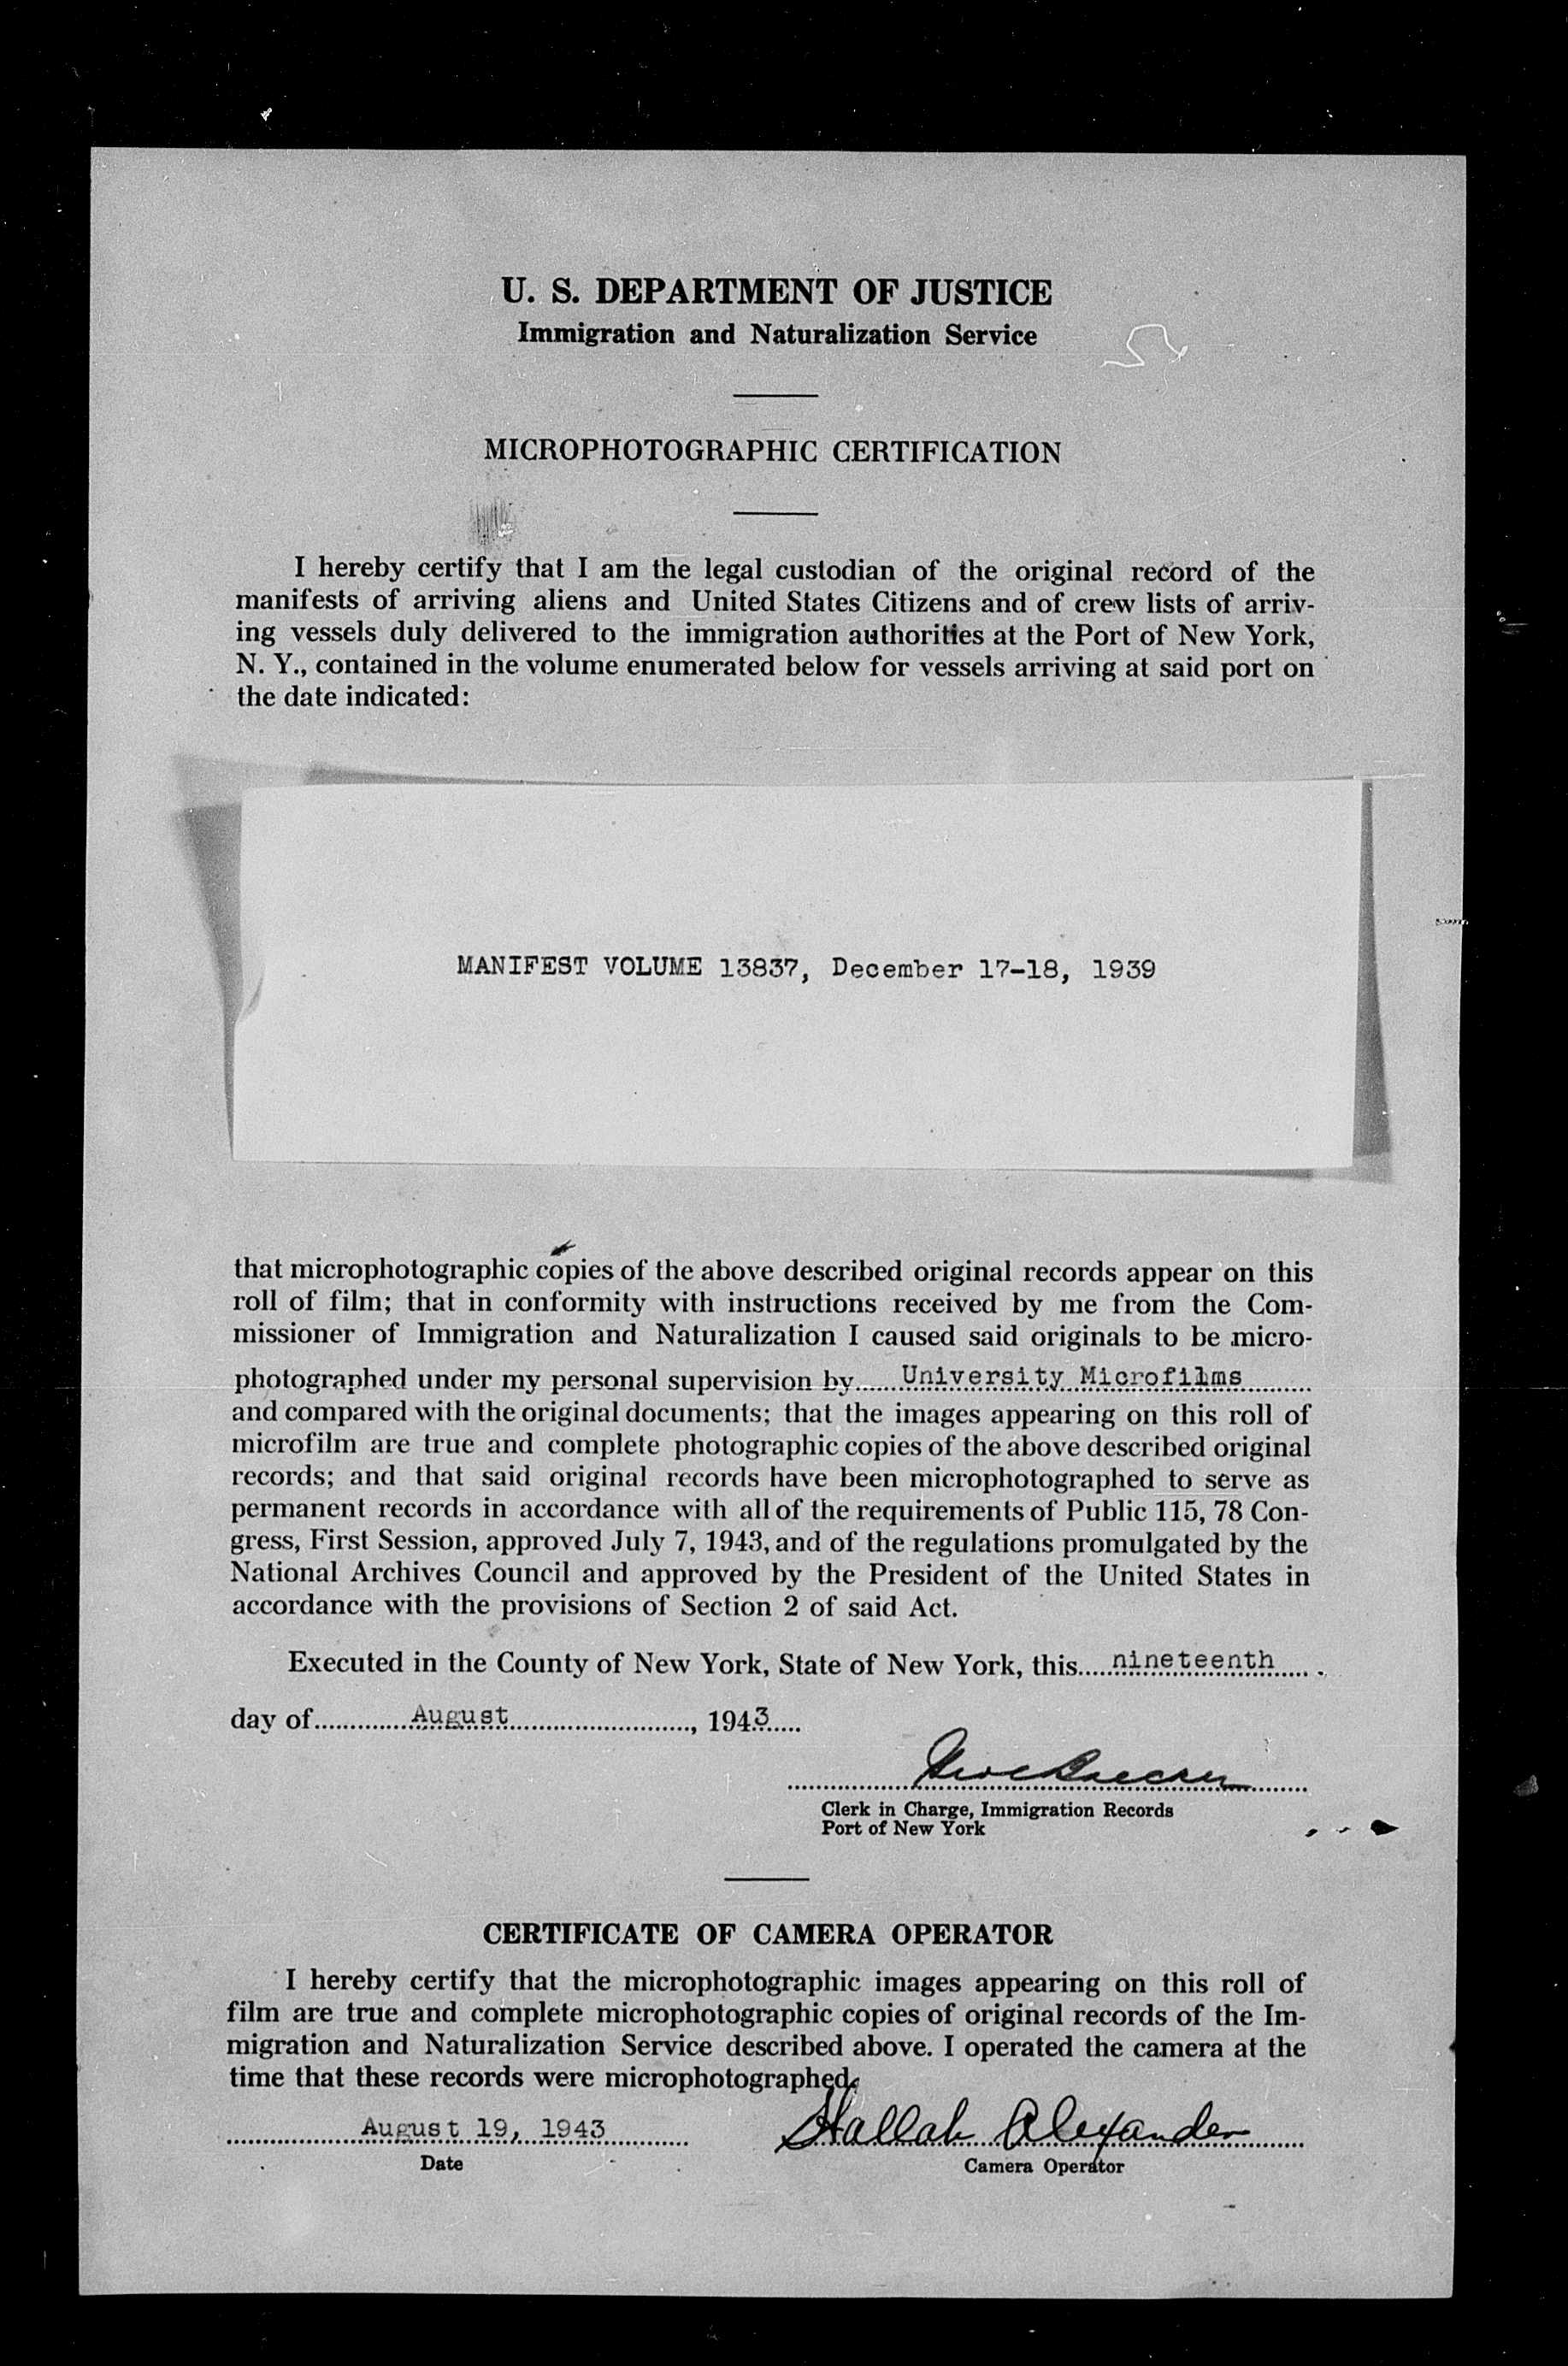 U. S. DEPARTMENT OF JUSTICE
Immigration and Naturalization Service
MICROPHOTOGRAPHIC CERTIFICATION
I hereby certify that I am the legal custodian of the original record of the
manifests of arriving aliens and United States Citizens and of crew lists of arriv-
ing vessels duly delivered to the immigration authorities at the Port of New York,
N. Y., contained in the volume enumerated below for vessels arriving at said port on
the date indicated:
MANIFEST VOLUME 13837, December 17-18, 1939
that microphotographic copies of the above described original records appear on this
roll of film; that in conformity with instructions received by me from the Com-
missioner of Immigration and Naturalization I caused said originals to be micro-
photographed under my personal supervision by University Microfilms
and compared with the original documents; that the images appearing on this roll of
microfilm are true and complete photographic copies of the above described original
records; and that said original records have been microphotographed to serve as
permanent records in accordance with all of the requirements of Public 115, 78 Con-
gress, First Session, approved July 7, 1943, and of the regulations promulgated by the
National Archives Council and approved by the President of the United States in
accordance with the provisions of Section 2 of said Act.
Executed in the County of New York, State of New York, this nineteenth
day of August, 1943
Clerk in Charge, Immigration Records
Port of New York
CERTIFICATE OF CAMERA OPERATOR
I hereby certify that the microphotographic images appearing on this roll of
film are true and complete microphotographic copies of original records of the Im-
migration and Naturalization Service described above. I operated the camera at the
time that these records were microphotographed.
August 19, 1943 Hallah Alexander
Date Camera Operator